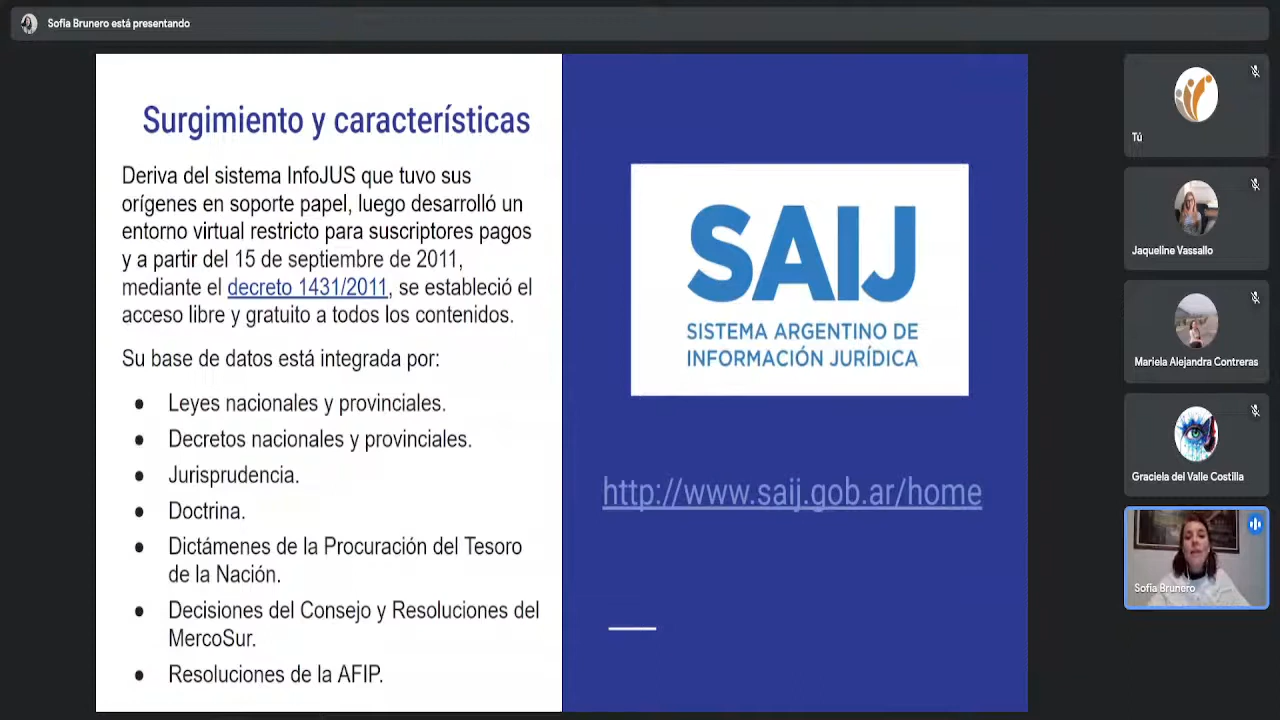 Sofia Brunero está presentando
Surgimiento y características
Deriva del sistema InfoJUS que tuvo sus
orígenes en soporte papel, luego desarrolló un
entorno virtual restricto para suscriptores pagos
y a partir del 15 de septiembre de 2011,
mediante el decreto 1431/2011, se estableció el
acceso libre y gratuito a todos los contenidos.
Su base de datos está integrada por:
● Leyes nacionales y provinciales.
● Decretos nacionales y provinciales.
● Jurisprudencia.
● Doctrina.
● Dictámenes de la Procuración del Tesoro
de la Nación.
● Decisiones del Consejo y Resoluciones del
MercoSur.
● Resoluciones de la AFIP.
SAIJ
SISTEMA ARGENTINO DE
INFORMACIÓN JURÍDICA
http://www.saij.gob.ar/home
Tú
Jaqueline Vassallo
Mariela Alejandra Contreras
Graciela del Valle Costilla
Sofia Brunero